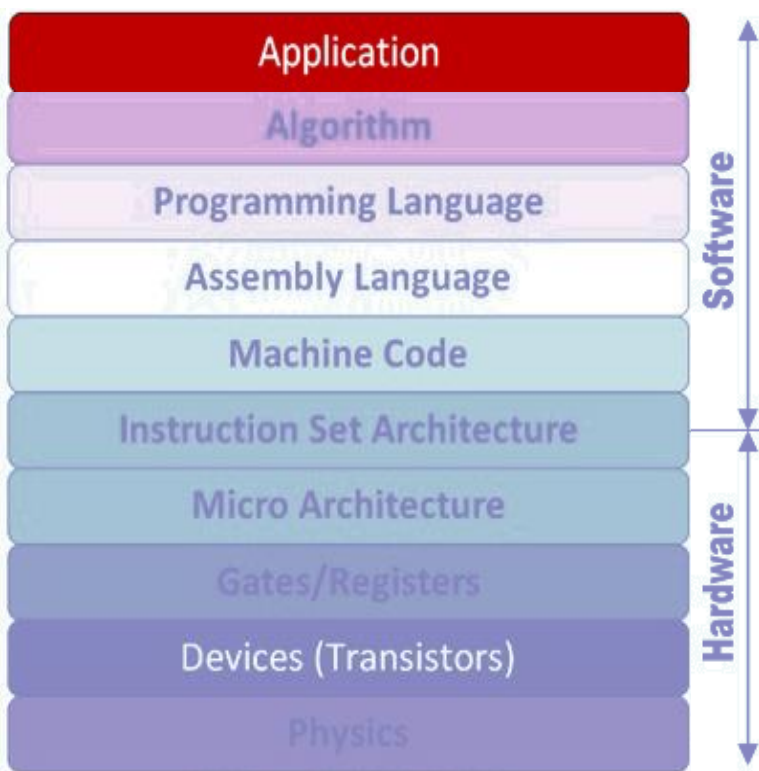 Application
Algorithm
Programming Language
Assembly Language
Machine Code
Instruction Set Architecture
Micro Architecture
Gates/Registers
Devices (Transistors)
Physics
Software
Hardware